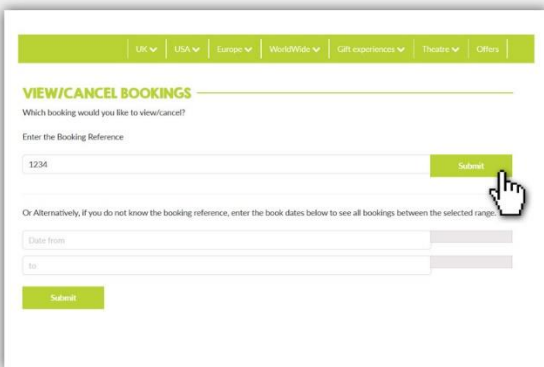 UK USA Europe WorldWide Gift experiences Theatre Offers
VIEW/CANCEL BOOKINGS
Which booking would you like to view/cancel?
Enter the Booking Reference
1234 Submit
Or Alternatively, if you do not know the booking reference, enter the book dates below to see all bookings between the selected range.
Date from
to
Submit